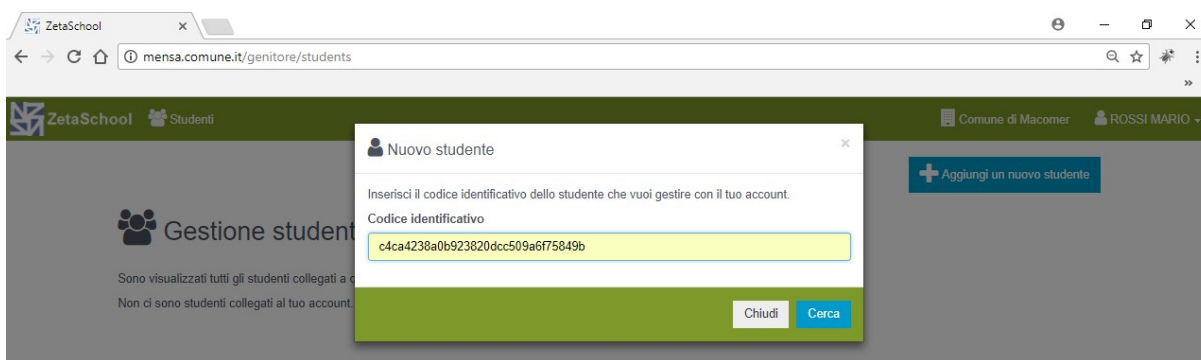 ZetaSchool
mensa.comune.it/genitore/students
ZetaSchool Studenti Comune di Macomer ROSSI MARIO
Nuovo studente
Aggiungi un nuovo studente
Inserisci il codice identificativo dello studente che vuoi gestire con il tuo account.
Codice identificativo
c4ca4238a0b923820dcc509a6f75849b
Gestione student
Sono visualizzati tutti gli studenti collegati a
Non ci sono studenti collegati al tuo account.
Chiudi Cerca